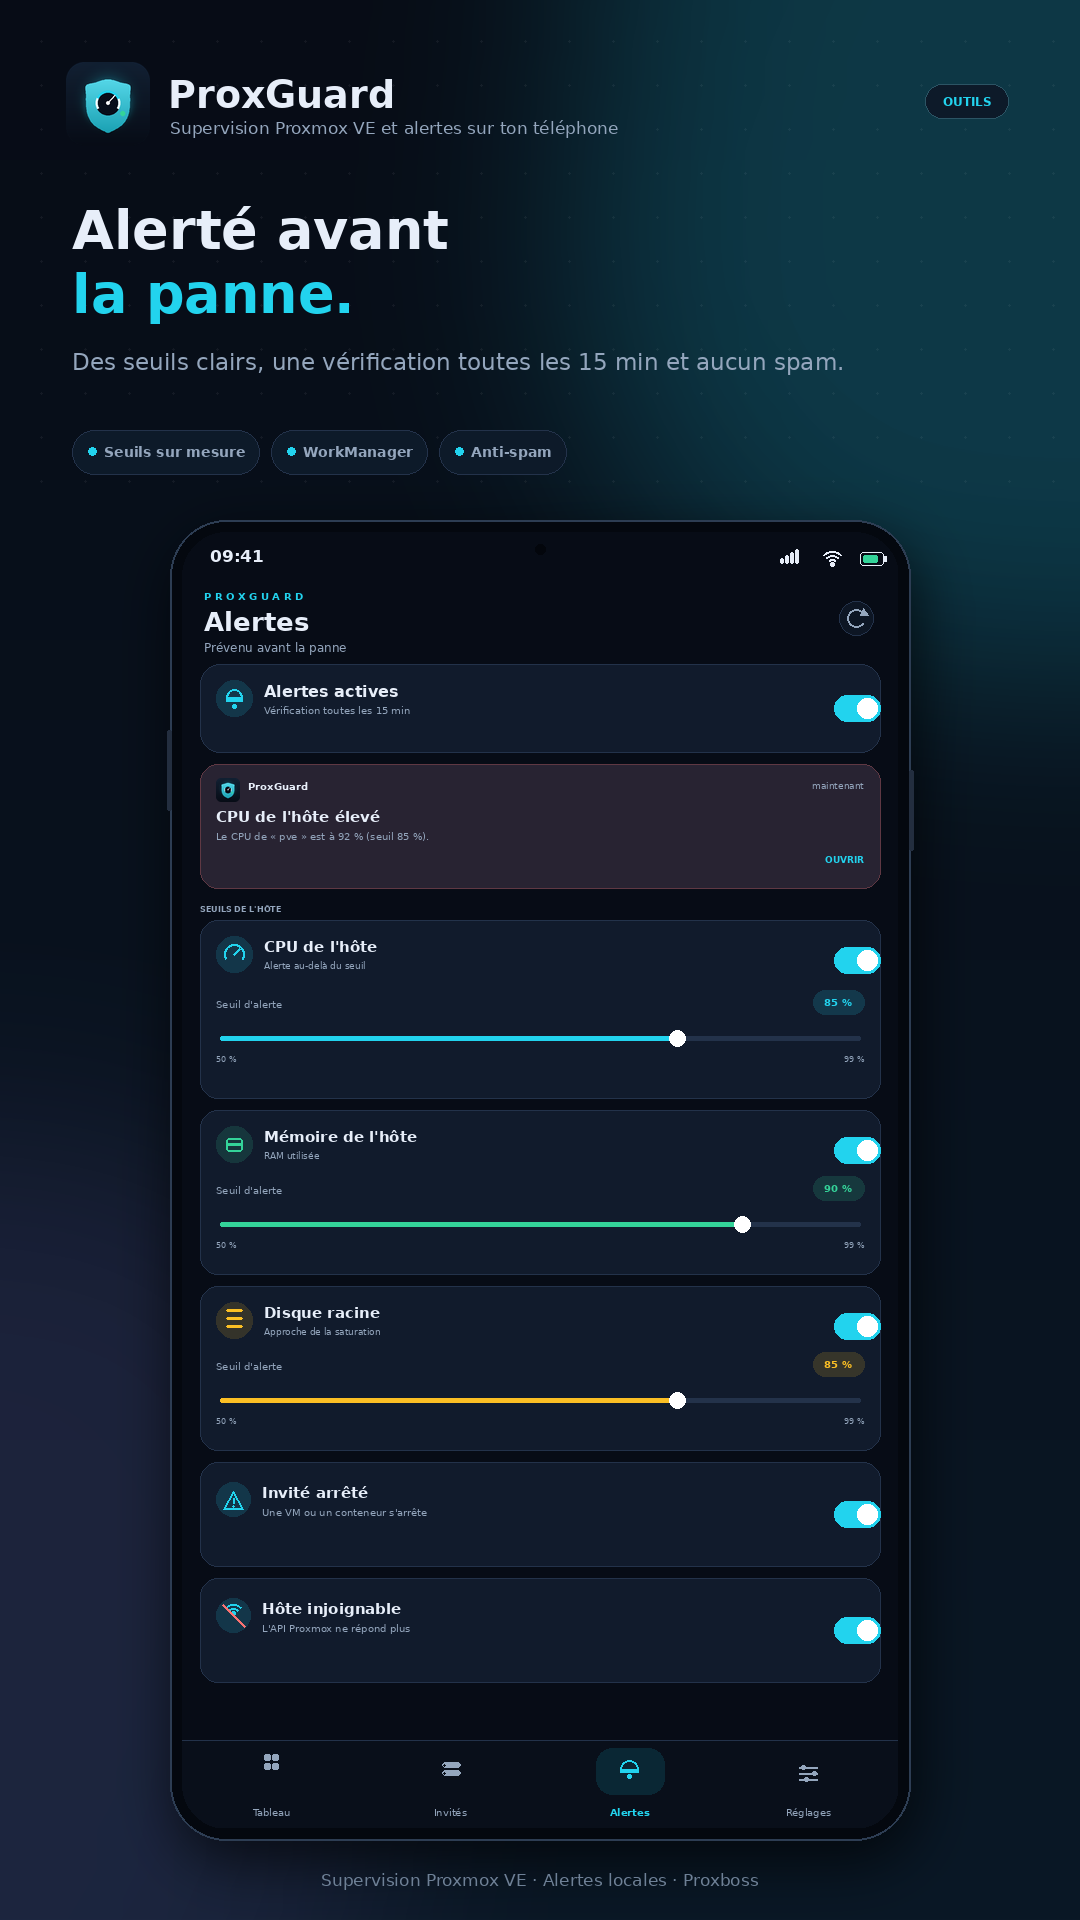 ProxGuard
Supervision Proxmox VE et alertes sur ton téléphone
OUTILS
Alerté avant
la panne.
Des seuils clairs, une vérification toutes les 15 min et aucun spam.
Seuils sur mesure
WorkManager
Anti-spam
09:41
PROXGUARD
Alertes
Prévenu avant la panne
Alertes actives
Vérification toutes les 15 min
ProxGuard
maintenant
CPU de l'hôte élevé
Le CPU de « pve » est à 92 % (seuil 85 %).
OUVRIR
SEUILS DE L'HÔTE
CPU de l'hôte
Alerte au-delà du seuil
Seuil d'alerte
85 %
50 %
99 %
Mémoire de l'hôte
RAM utilisée
Seuil d'alerte
90 %
50 %
99 %
Disque racine
Approche de la saturation
Seuil d'alerte
85 %
50 %
99 %
Invité arrêté
Une VM ou un conteneur s'arrête
Hôte injoignable
L'API Proxmox ne répond plus
Tableau
Invités
Alertes
Réglages
Supervision Proxmox VE · Alertes locales · Proxboss